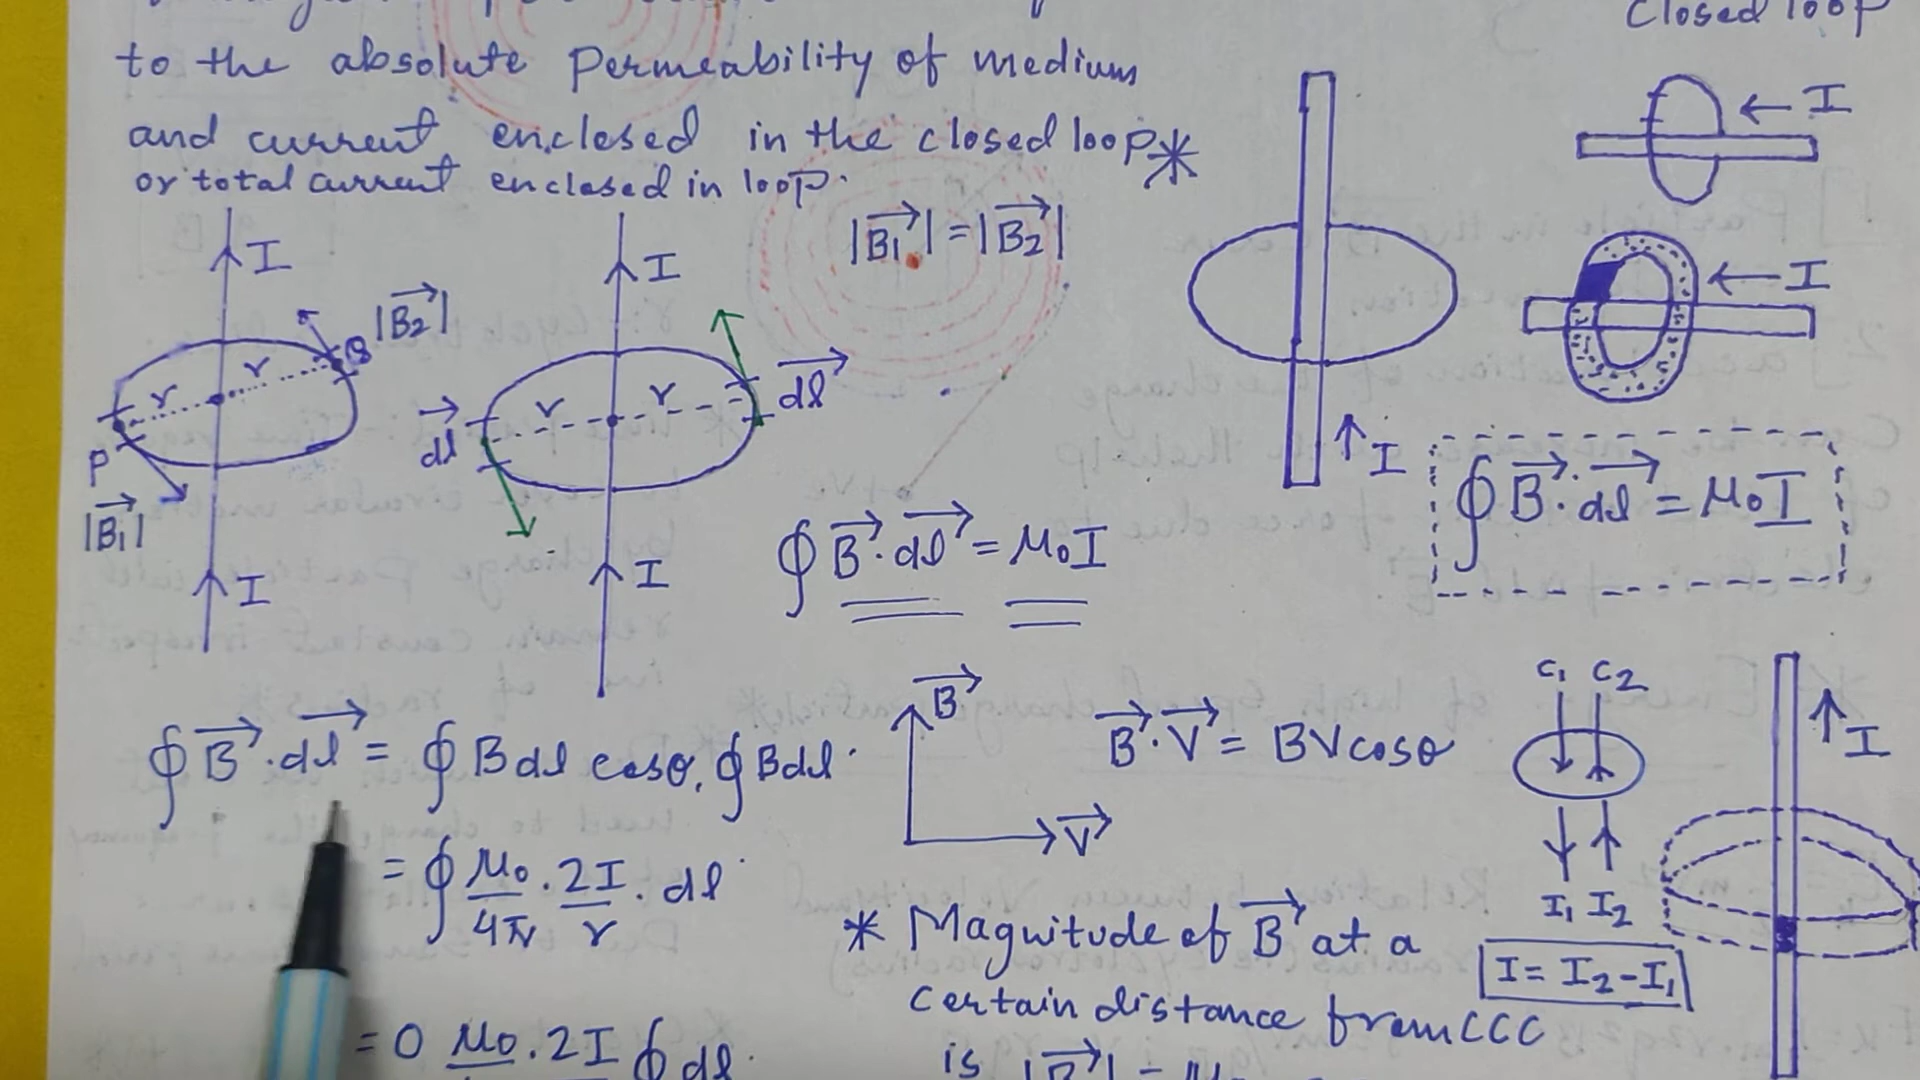 Closed loop
to the absolute permeability of medium
and current enclosed in the closed loop*
or total current enclosed in loop.
← I
|B₁⃗| = |B₂⃗|
I
I
|B₂⃗|
← I
r
r
Q
dl⃗
r
r
dl⃗
P
|B₁⃗|
↑ I
∮ B⃗ . dl⃗ = μ₀I
∮ B⃗ . dl⃗ = μ₀I
I
I
C₁ C₂
B⃗
↑ I
B⃗ . V⃗ = BV cosθ
∮ B⃗ . dl⃗ = ∮ B dl cosθ, ∮ B dl .
V⃗
= ∮ μ₀/4π . 2I/r . dl
I₁ I₂
* Magnitude of B⃗ at a
I = I₂ - I₁
certain distance from CCC
= 0 μ₀ . 2I ∮ dl .
is